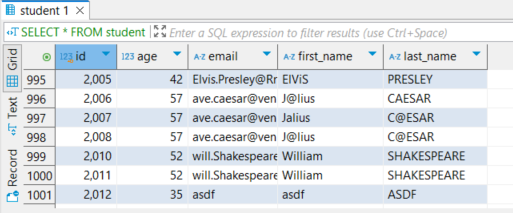 student 1
SELECT * FROM student Enter a SQL expression to filter results (use Ctrl+Space)
Grid 123 id 123 age A-Z email A-Z first_name A-Z last_name
995 2,005 42 Elvis.Presley@Rr ElViS PRESLEY
996 2,006 57 ave.caesar@ven J@lius CAESAR
997 2,007 57 ave.caesar@ven Jalius C@ESAR
998 2,008 57 ave.caesar@ven J@lius C@ESAR
999 2,010 52 will.Shakespeare William SHAKESPEARE
1000 2,011 52 will.Shakespeare William SHAKESPEARE
1001 2,012 35 asdf asdf ASDF
Text
Record